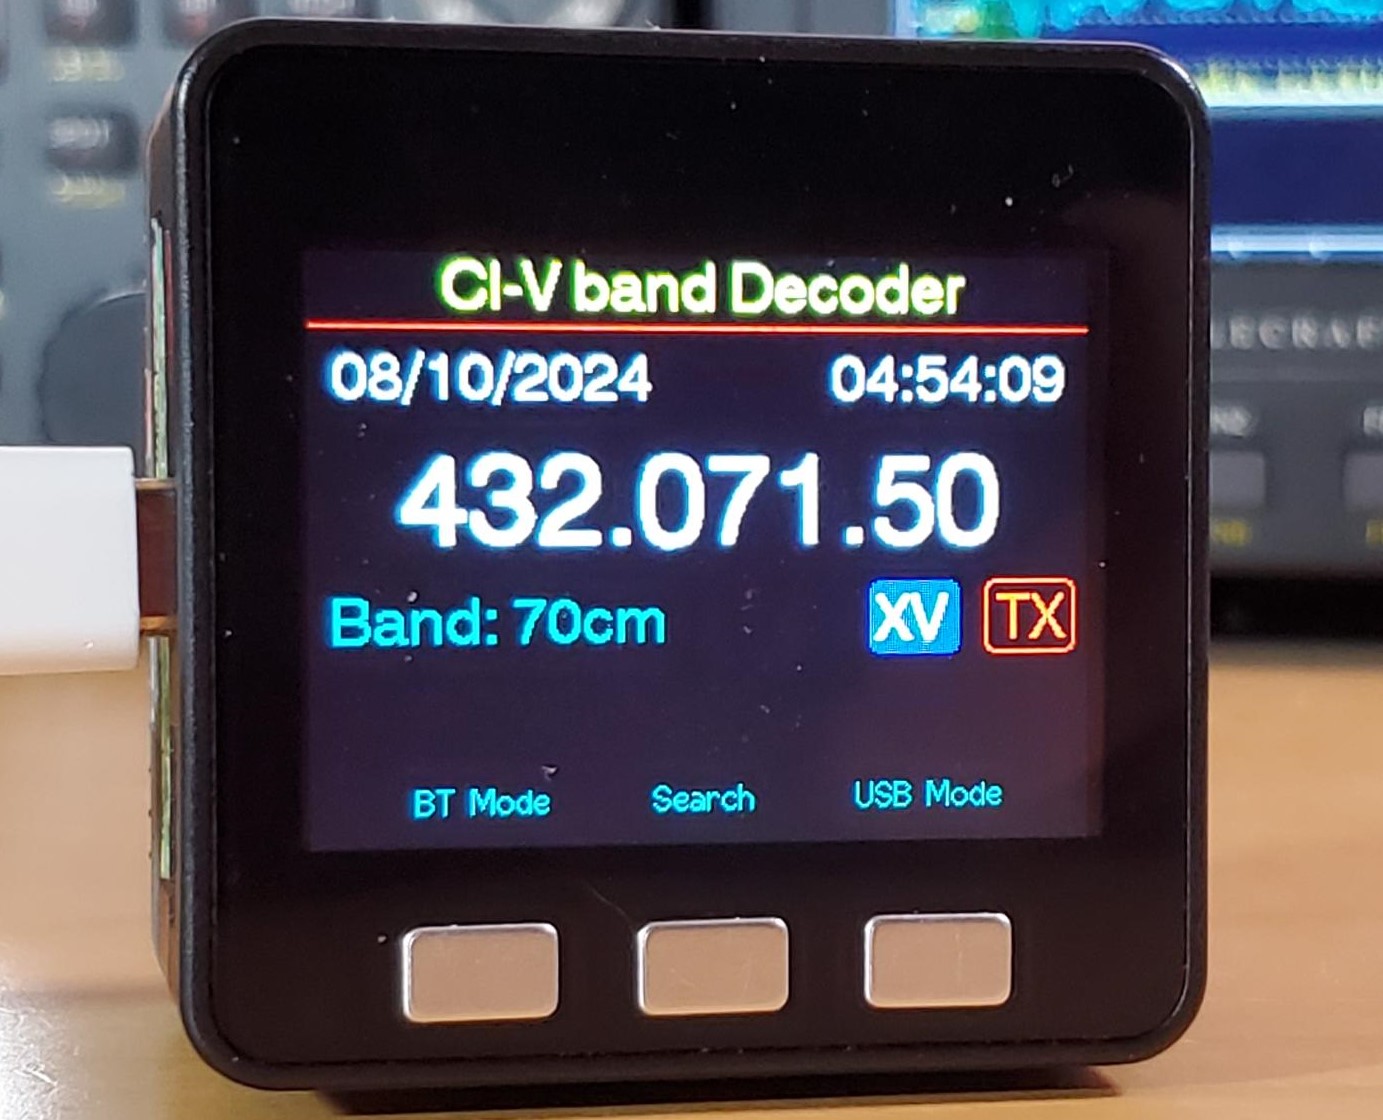 CI-V band Decoder
08/10/2024 04:54:09
432.071.50
Band: 70cm XV TX
BT Mode Search USB Mode